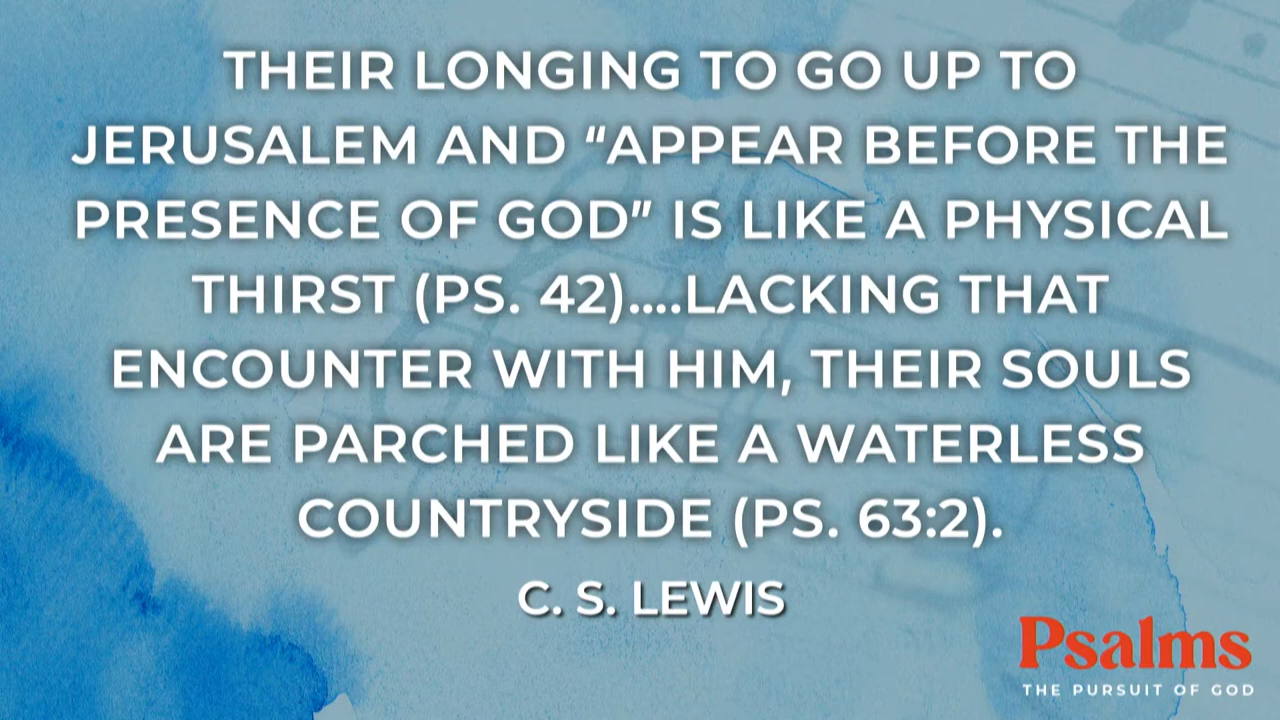 THEIR LONGING TO GO UP TO
JERUSALEM AND “APPEAR BEFORE THE
PRESENCE OF GOD” IS LIKE A PHYSICAL
THIRST (PS. 42)....LACKING THAT
ENCOUNTER WITH HIM, THEIR SOULS
ARE PARCHED LIKE A WATERLESS
COUNTRYSIDE (PS. 63:2).
C. S. LEWIS
Psalms
THE PURSUIT OF GOD